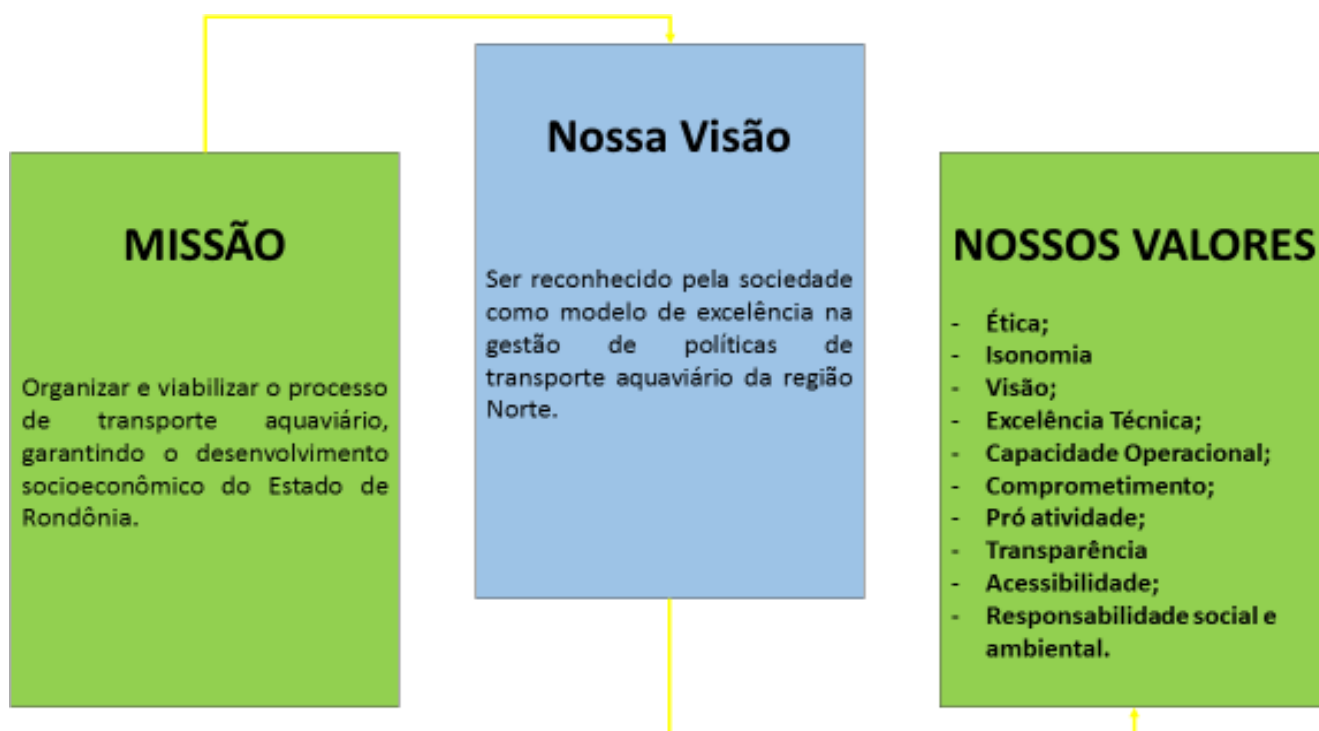 MISSÃO
Organizar e viabilizar o processo
de transporte aquaviário,
garantindo o desenvolvimento
socioeconômico do Estado de
Rondônia.
Nossa Visão
Ser reconhecido pela sociedade
como modelo de excelência na
gestão de políticas de
transporte aquaviário da região
Norte.
NOSSOS VALORES
- Ética;
- Isonomia
- Visão;
- Excelência Técnica;
- Capacidade Operacional;
- Comprometimento;
- Pró atividade;
- Transparência
- Acessibilidade;
- Responsabilidade social e
ambiental.